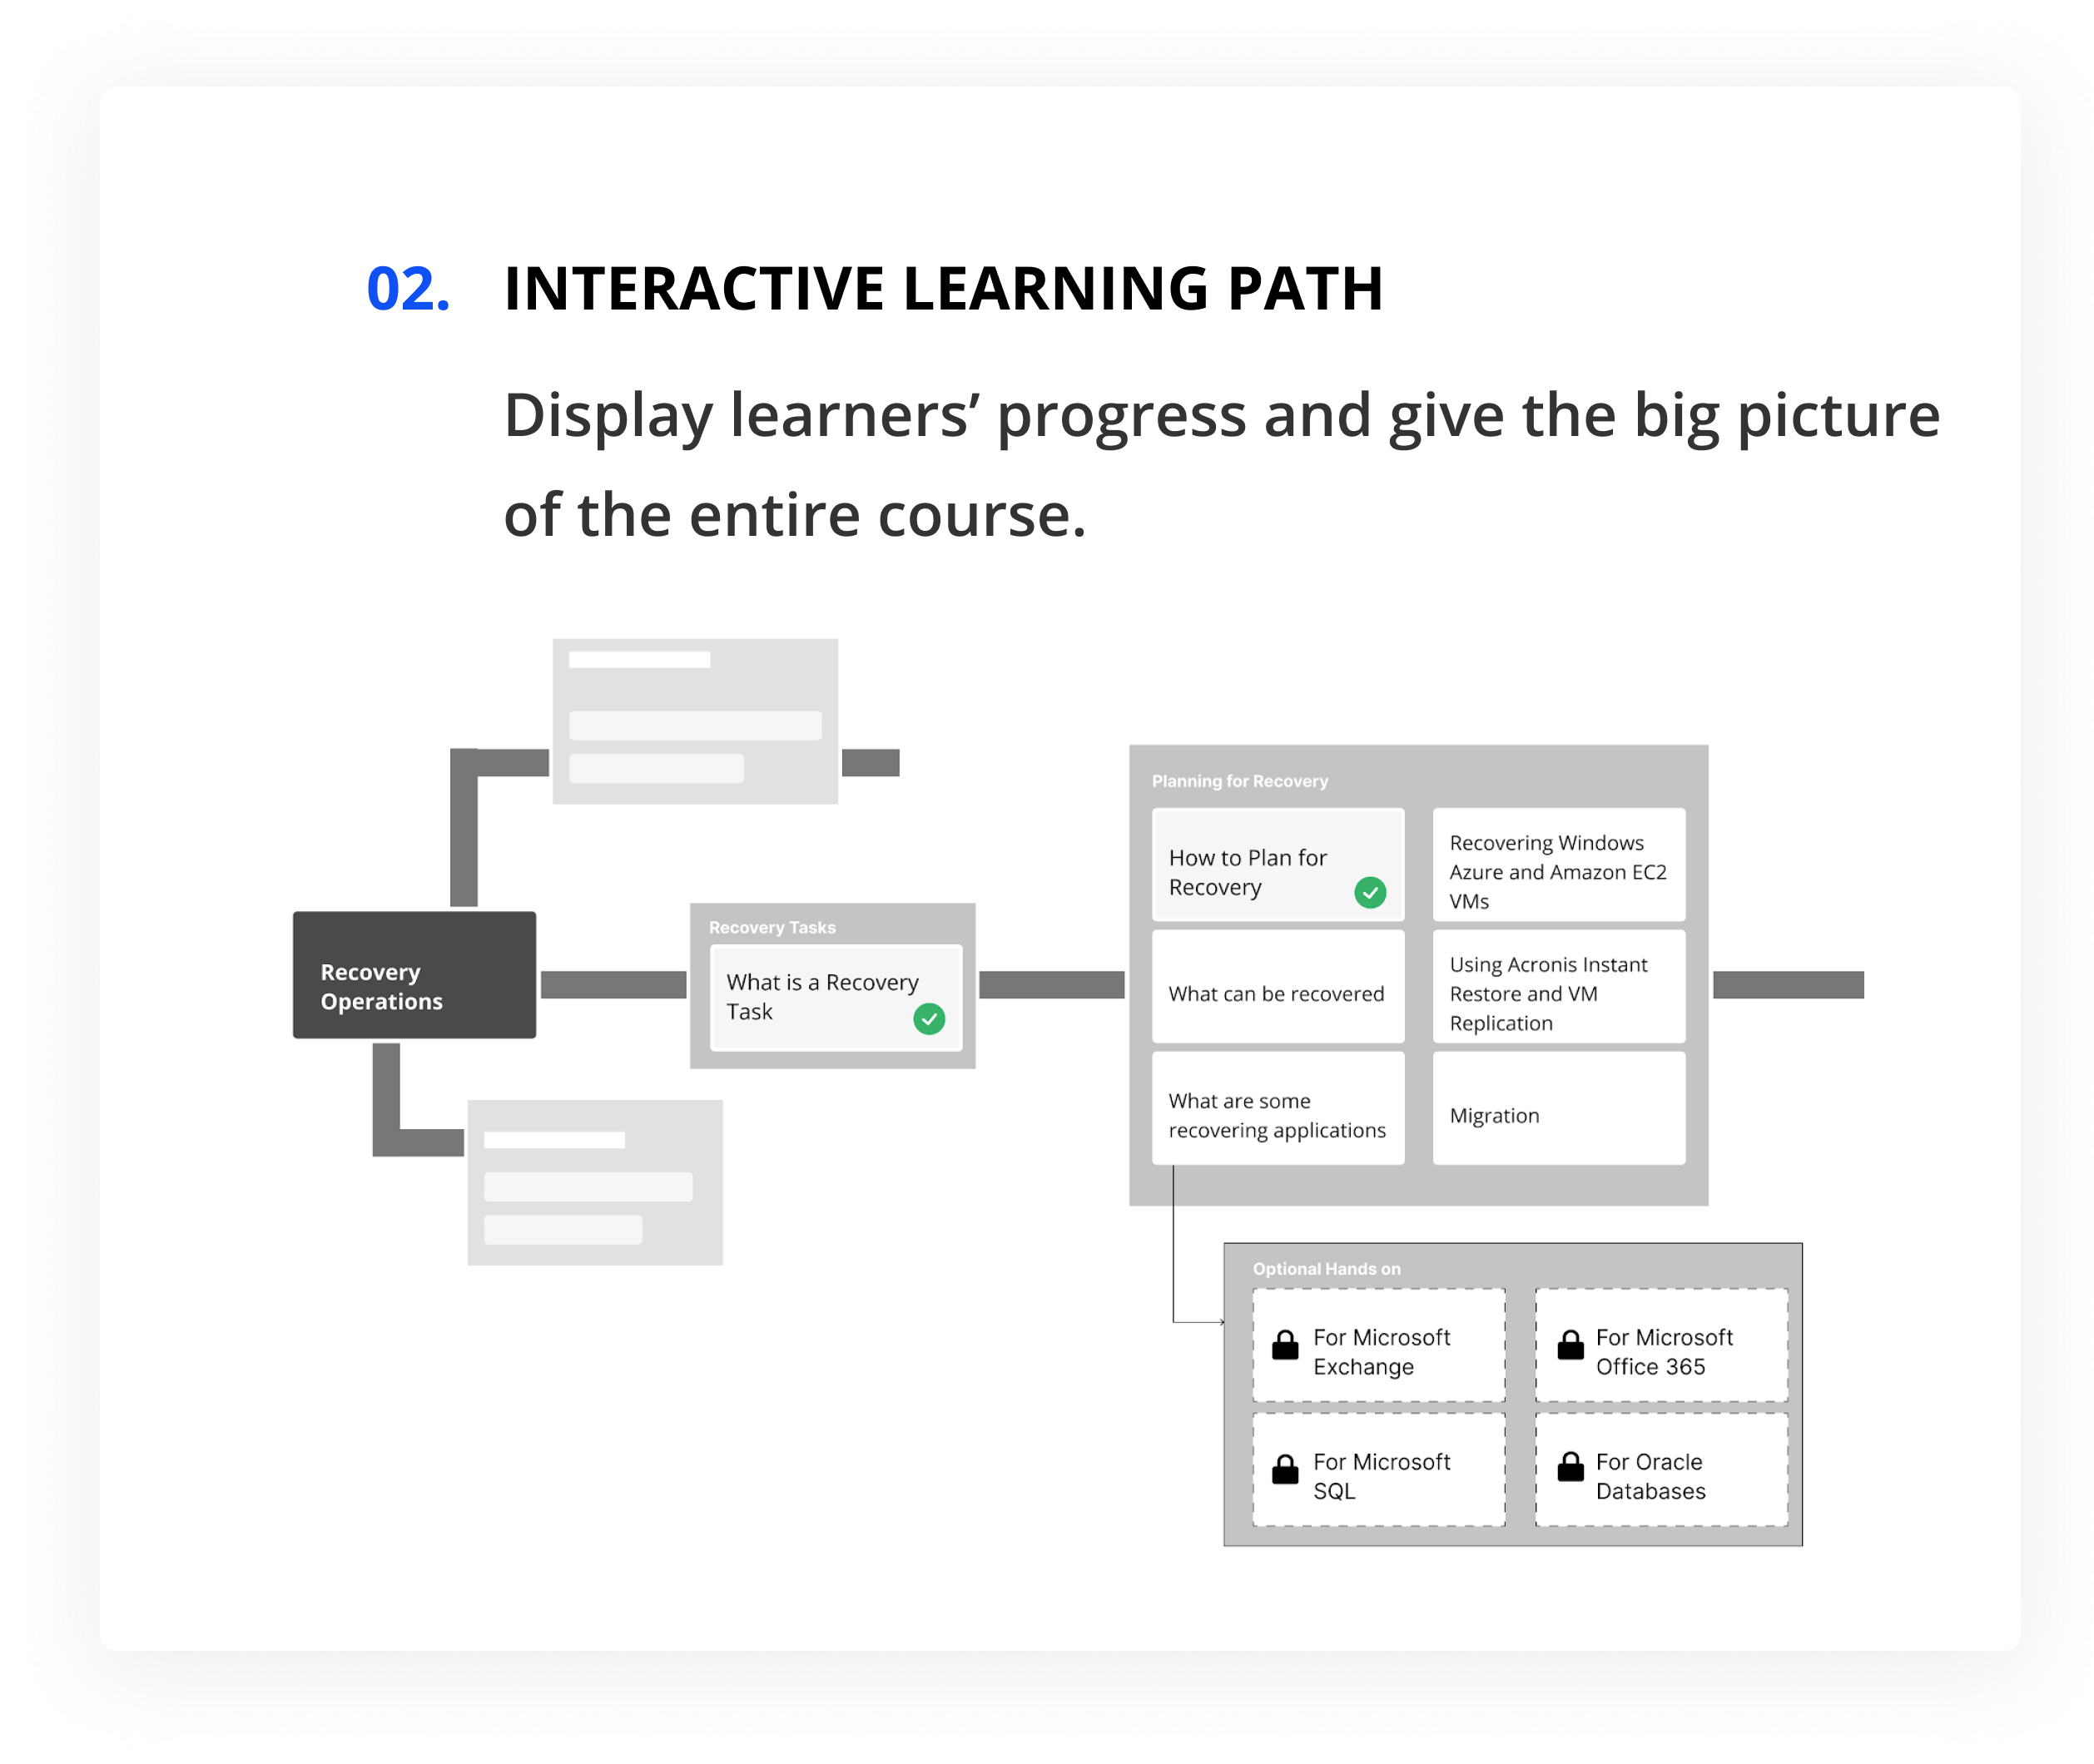 02. INTERACTIVE LEARNING PATH
Display learners’ progress and give the big picture
of the entire course.
Recovery
Operations
Recovery Tasks
What is a Recovery
Task
Planning for Recovery
How to Plan for
Recovery
What can be recovered
What are some
recovering applications
Recovering Windows
Azure and Amazon EC2
VMs
Using Acronis Instant
Restore and VM
Replication
Migration
Optional Hands on
For Microsoft
Exchange
For Microsoft
Office 365
For Microsoft
SQL
For Oracle
Databases